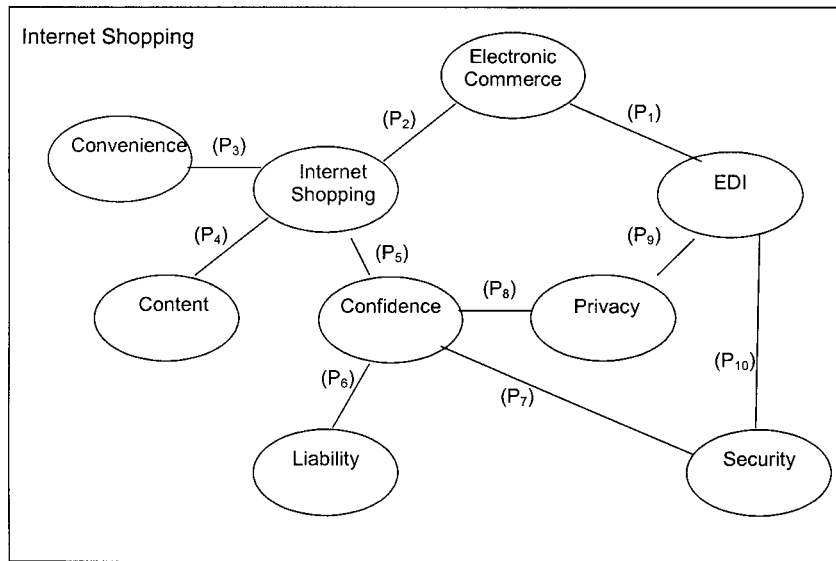 Internet Shopping
Electronic
Commerce
(P₂)
(P₁)
Convenience
(P₃)
Internet
Shopping
EDI
(P₄)
(P₅)
(P₉)
Content
Confidence
(P₈)
Privacy
(P₆)
(P₇)
(P₁₀)
Liability
Security